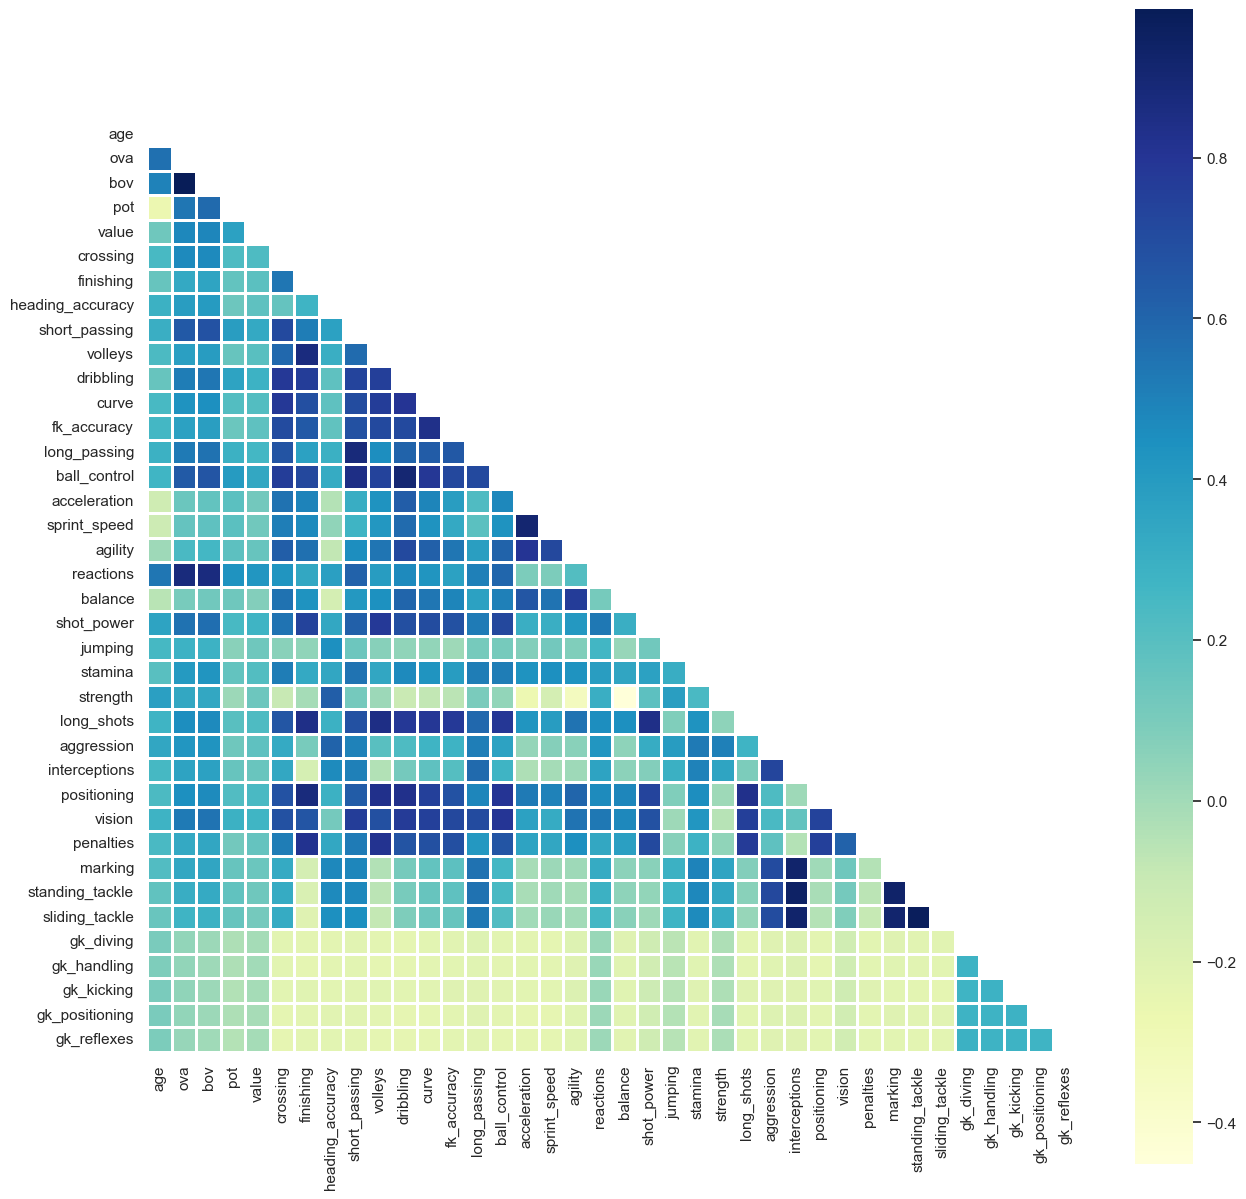 age
ova
bov
pot
value
crossing
finishing
heading_accuracy
short_passing
volleys
dribbling
curve
fk_accuracy
long_passing
ball_control
acceleration
sprint_speed
agility
reactions
balance
shot_power
jumping
stamina
strength
long_shots
aggression
interceptions
positioning
vision
penalties
marking
standing_tackle
sliding_tackle
gk_diving
gk_handling
gk_kicking
gk_positioning
gk_reflexes
age
ova
bov
pot
value
crossing
finishing
heading_accuracy
short_passing
volleys
dribbling
curve
fk_accuracy
long_passing
ball_control
acceleration
sprint_speed
agility
reactions
balance
shot_power
jumping
stamina
strength
long_shots
aggression
interceptions
positioning
vision
penalties
marking
standing_tackle
sliding_tackle
gk_diving
gk_handling
gk_kicking
gk_positioning
gk_reflexes
0.8
0.6
0.4
0.2
0.0
−0.2
−0.4